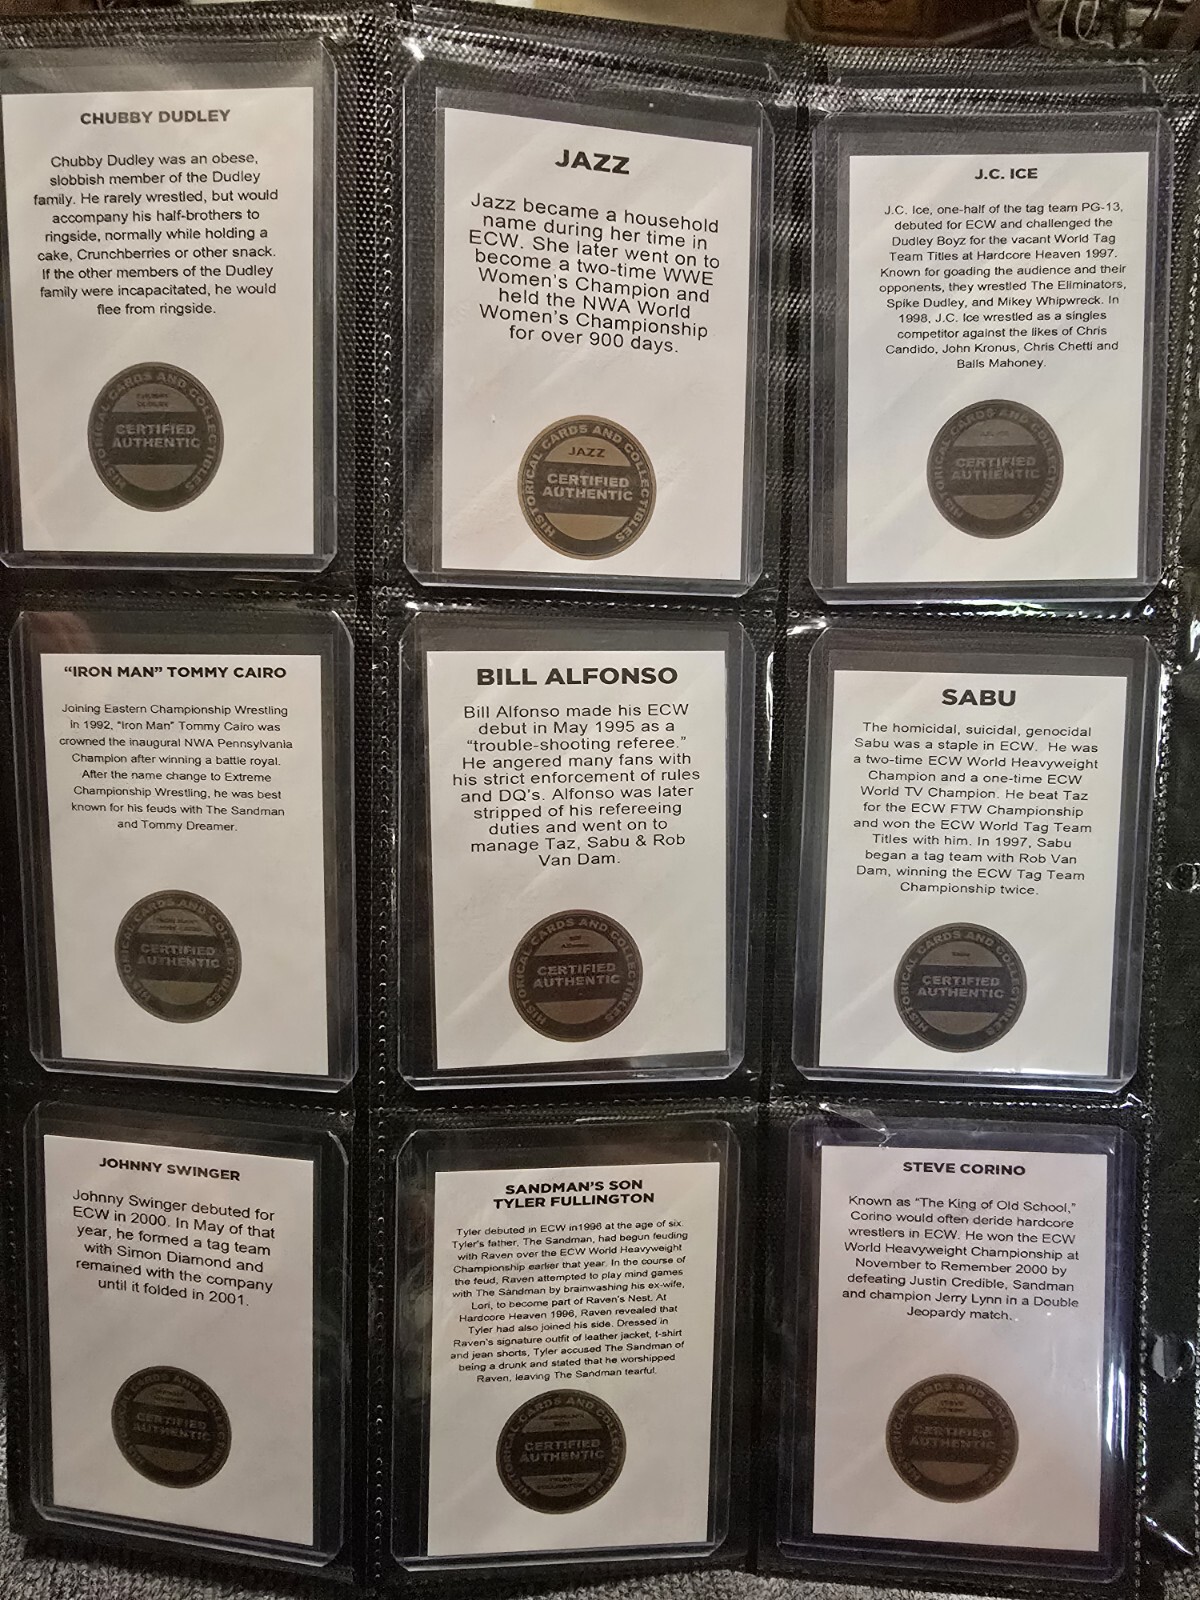 CHUBBY DUDLEY
Chubby Dudley was an obese,
slobbish member of the Dudley
family. He rarely wrestled, but would
accompany his half-brothers to
ringside, normally while holding a
cake, Crunchberries or other snack.
If the other members of the Dudley
family were incapacitated, he would
flee from ringside.
HISTORICAL CARDS AND COLLECTIBLES
CERTIFIED
AUTHENTIC
JAZZ
Jazz became a household
name during her time in
ECW. She later went on to
become a two-time WWE
Women's Champion and
held the NWA World
Women's Championship
for over 900 days.
HISTORICAL CARDS AND COLLECTIBLES
JAZZ
CERTIFIED
AUTHENTIC
J.C. ICE
J.C. Ice, one-half of the tag team PG-13,
debuted for ECW and challenged the
Dudley Boyz for the vacant World Tag
Team Titles at Hardcore Heaven 1997.
Known for goading the audience and their
opponents, they wrestled The Eliminators,
Spike Dudley, and Mikey Whipwreck. In
1998, J.C. Ice wrestled as a singles
competitor against the likes of Chris
Candido, John Kronus, Chris Chetti and
Balls Mahoney.
HISTORICAL CARDS AND COLLECTIBLES
CERTIFIED
AUTHENTIC
"IRON MAN" TOMMY CAIRO
Joining Eastern Championship Wrestling
in 1992, "Iron Man" Tommy Cairo was
crowned the inaugural NWA Pennsylvania
Champion after winning a battle royal.
After the name change to Extreme
Championship Wrestling, he was best
known for his feuds with The Sandman
and Tommy Dreamer.
HISTORICAL CARDS AND COLLECTIBLES
CERTIFIED
AUTHENTIC
BILL ALFONSO
Bill Alfonso made his ECW
debut in May 1995 as a
"trouble-shooting referee."
He angered many fans with
his strict enforcement of rules
and DQ's. Alfonso was later
stripped of his refereeing
duties and went on to
manage Taz, Sabu & Rob
Van Dam.
HISTORICAL CARDS AND COLLECTIBLES
CERTIFIED
AUTHENTIC
SABU
The homicidal, suicidal, genocidal
Sabu was a staple in ECW. He was
a two-time ECW World Heavyweight
Champion and a one-time ECW
World TV Champion. He beat Taz
for the ECW FTW Championship
and won the ECW World Tag Team
Titles with him. In 1997, Sabu
began a tag team with Rob Van
Dam, winning the ECW Tag Team
Championship twice.
HISTORICAL CARDS AND COLLECTIBLES
CERTIFIED
AUTHENTIC
JOHNNY SWINGER
Johnny Swinger debuted for
ECW in 2000. In May of that
year, he formed a tag team
with Simon Diamond and
remained with the company
until it folded in 2001.
HISTORICAL CARDS AND COLLECTIBLES
CERTIFIED
AUTHENTIC
SANDMAN'S SON
TYLER FULLINGTON
Tyler debuted in ECW in1996 at the age of six.
Tyler's father, The Sandman, had begun feuding
with Raven over the ECW World Heavyweight
Championship earlier that year. In the course of
the feud, Raven attempted to play mind games
with The Sandman by brainwashing his ex-wife,
Lori, to become part of Raven's Nest. At
Hardcore Heaven 1996, Raven revealed that
Tyler had also joined his side. Dressed in
Raven's signature outfit of leather jacket, t-shirt
and jean shorts, Tyler accused The Sandman of
being a drunk and stated that he worshipped
Raven, leaving The Sandman tearful.
HISTORICAL CARDS AND COLLECTIBLES
CERTIFIED
AUTHENTIC
STEVE CORINO
Known as "The King of Old School,"
Corino would often deride hardcore
wrestlers in ECW. He won the ECW
World Heavyweight Championship at
November to Remember 2000 by
defeating Justin Credible, Sandman
and champion Jerry Lynn in a Double
Jeopardy match.
HISTORICAL CARDS AND COLLECTIBLES
CERTIFIED
AUTHENTIC